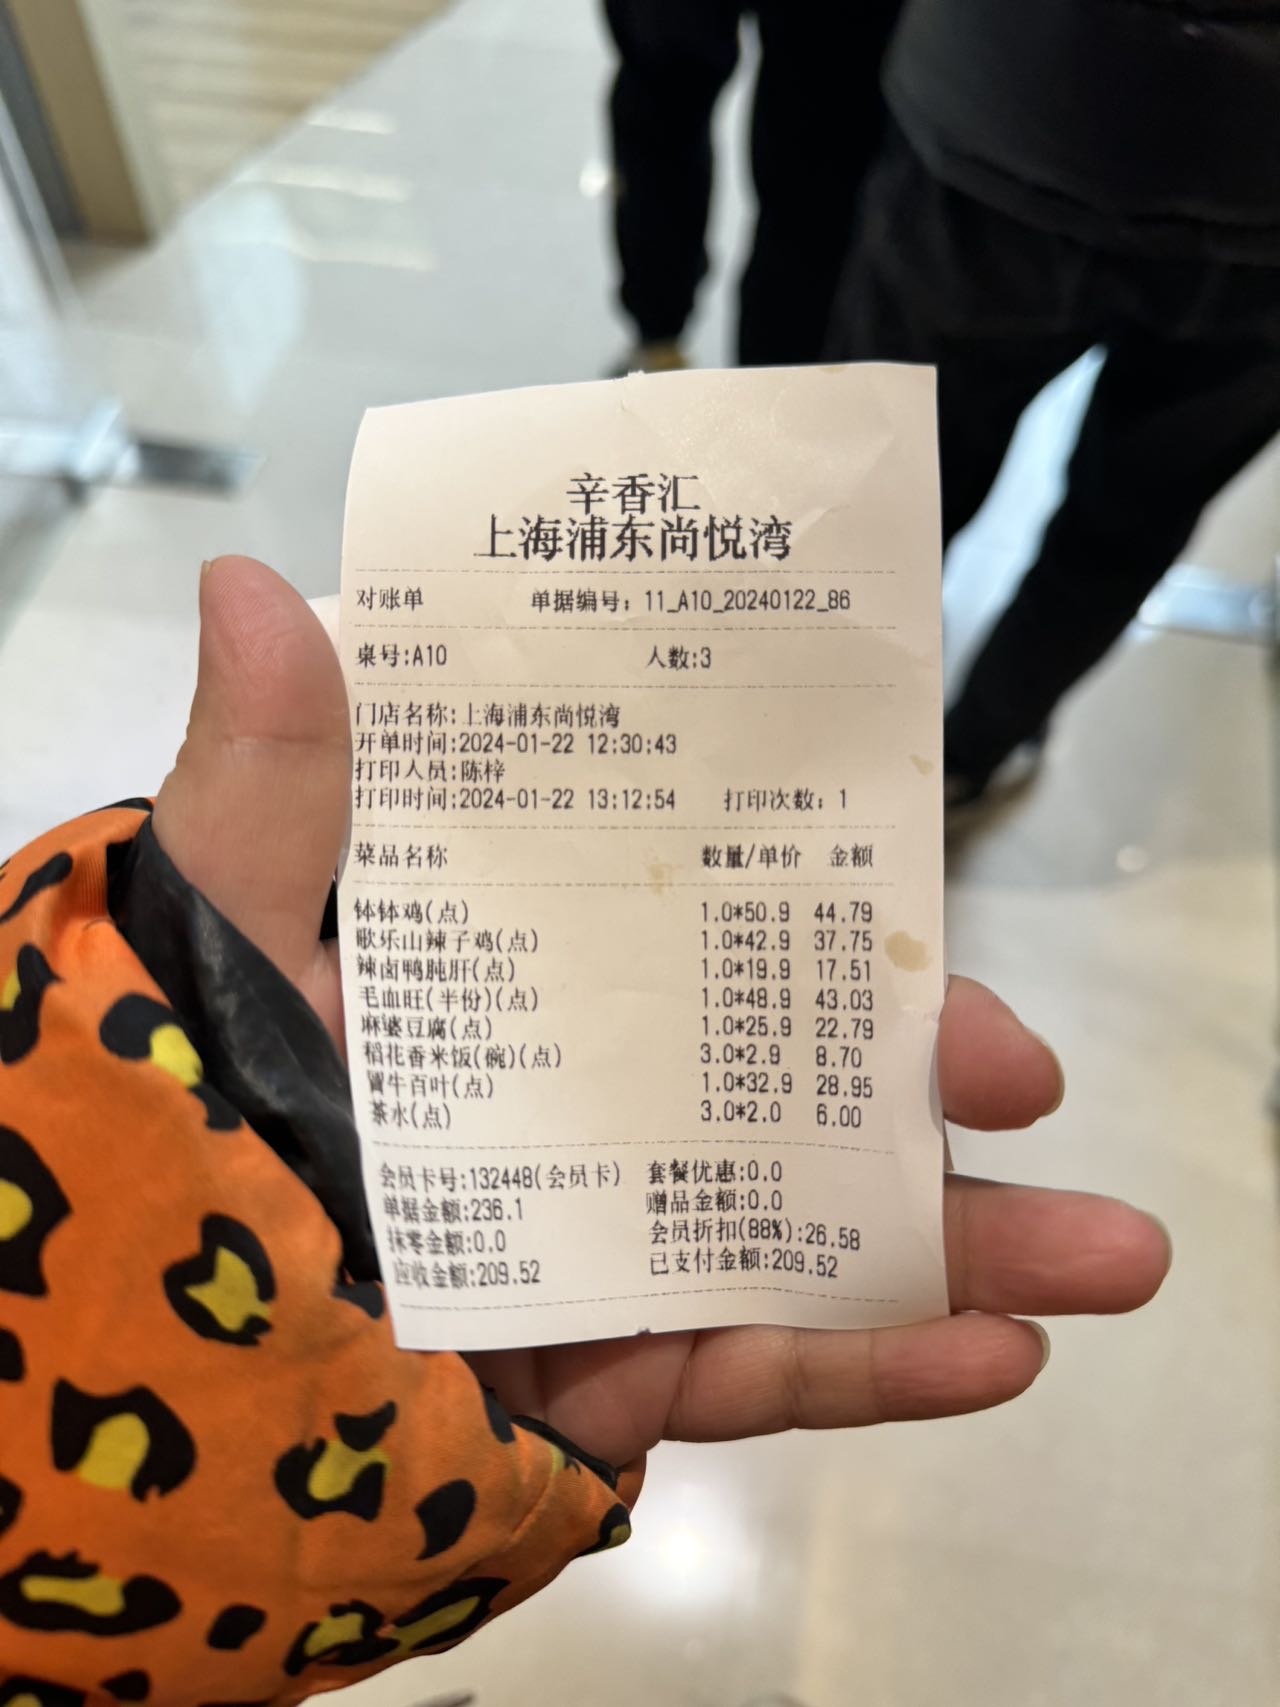 辛香汇
上海浦东尚悦湾
对账单 单据编号：11_A10_20240122_86
桌号:A10 人数:3
门店名称:上海浦东尚悦湾
开单时间:2024-01-22 12:30:43
打印人员:陈梓
打印时间:2024-01-22 13:12:54 打印次数：1
菜品名称 数量/单价 金额
钵钵鸡(点) 1.0*50.9 44.79
歌乐山辣子鸡(点) 1.0*42.9 37.75
辣卤鸭肫肝(点) 1.0*19.9 17.51
毛血旺(半份)(点) 1.0*48.9 43.03
麻婆豆腐(点) 1.0*25.9 22.79
稻花香米饭(碗)(点) 3.0*2.9 8.70
冒牛百叶(点) 1.0*32.9 28.95
茶水(点) 3.0*2.0 6.00
会员卡号:132448(会员卡) 套餐优惠:0.0
单据金额:236.1 赠品金额:0.0
抹零金额:0.0 会员折扣(88%):26.58
应收金额:209.52 已支付金额:209.52